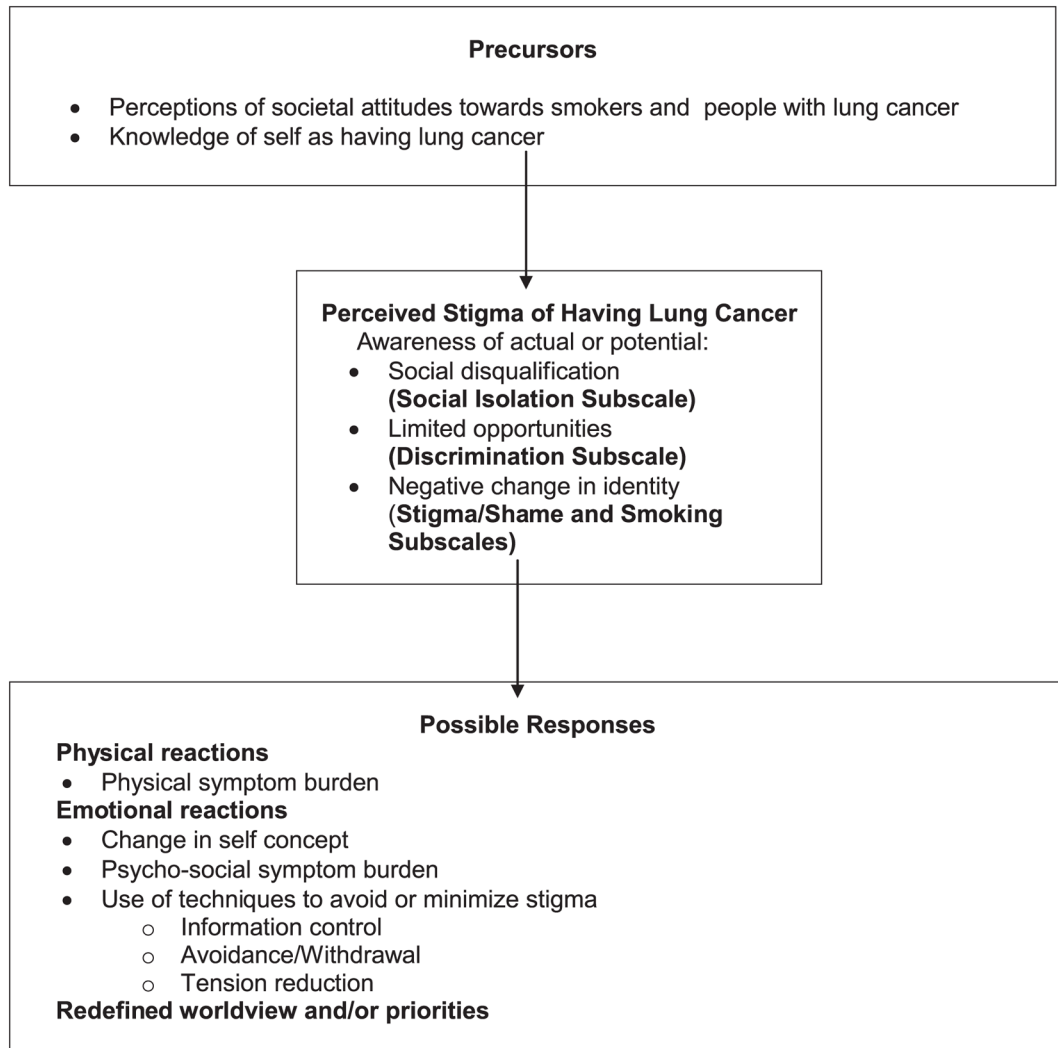 Precursors
• Perceptions of societal attitudes towards smokers and people with lung cancer
• Knowledge of self as having lung cancer
Perceived Stigma of Having Lung Cancer
Awareness of actual or potential:
• Social disqualification
(Social Isolation Subscale)
• Limited opportunities
(Discrimination Subscale)
• Negative change in identity
(Stigma/Shame and Smoking
Subscales)
Possible Responses
Physical reactions
• Physical symptom burden
Emotional reactions
• Change in self concept
• Psycho-social symptom burden
• Use of techniques to avoid or minimize stigma
o Information control
o Avoidance/Withdrawal
o Tension reduction
Redefined worldview and/or priorities